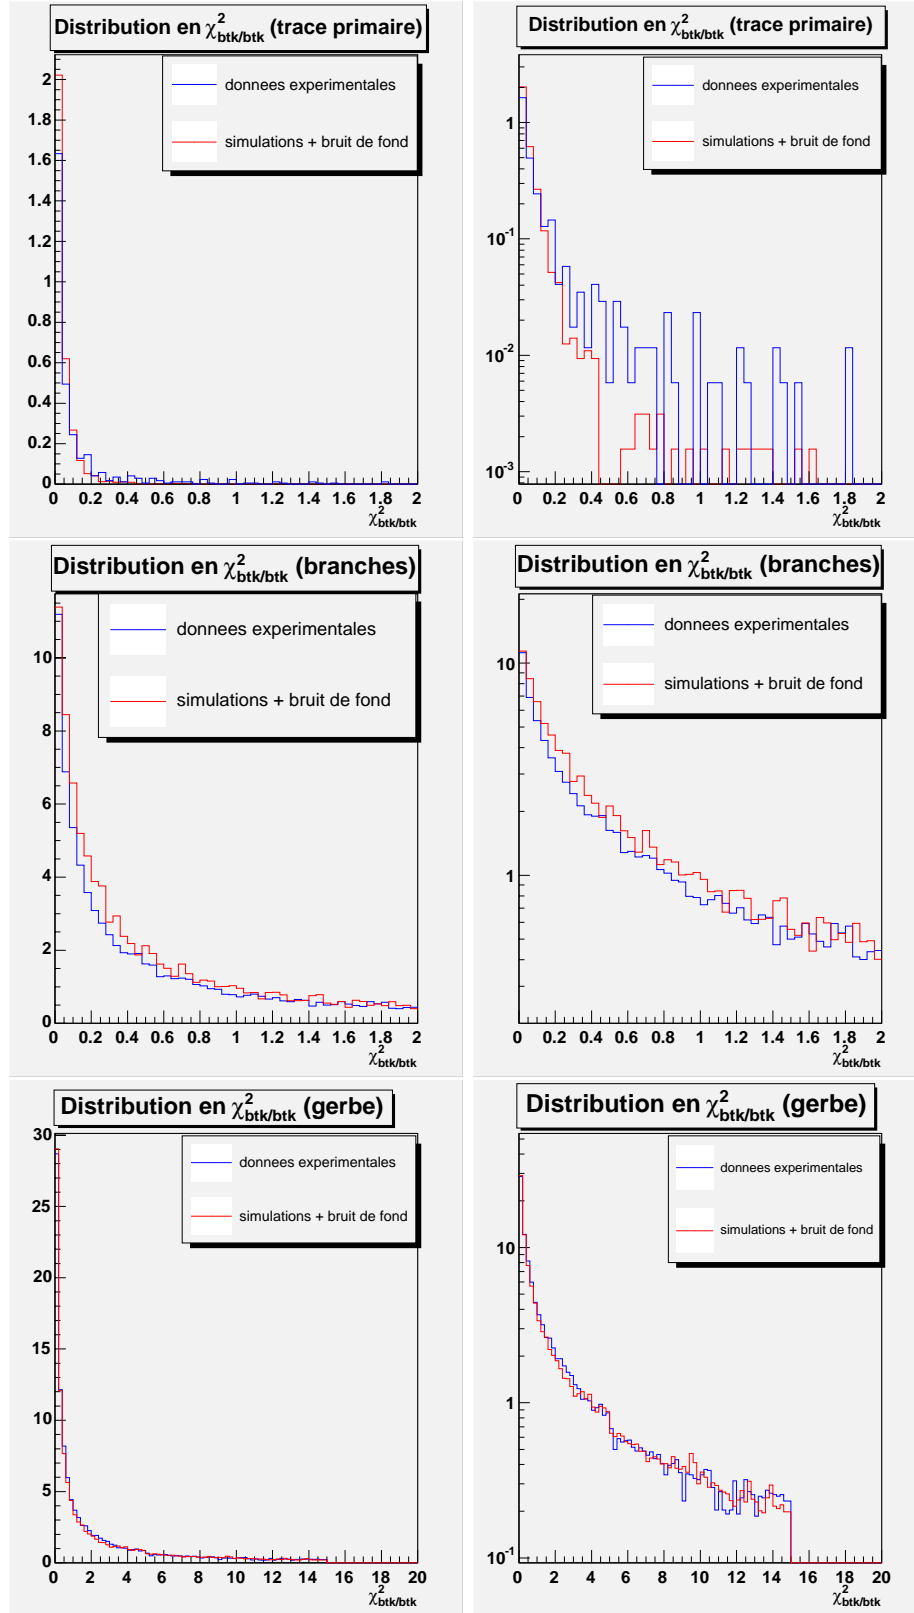 Distribution en χ²btk/btk (trace primaire)
donnees experimentales
simulations + bruit de fond
2
1.8
1.6
1.4
1.2
1
0.8
0.6
0.4
0.2
0
0 0.2 0.4 0.6 0.8 1 1.2 1.4 1.6 1.8 2
χ²btk/btk
Distribution en χ²btk/btk (trace primaire)
donnees experimentales
simulations + bruit de fond
1
10⁻¹
10⁻²
10⁻³
0 0.2 0.4 0.6 0.8 1 1.2 1.4 1.6 1.8 2
χ²btk/btk
Distribution en χ²btk/btk (branches)
donnees experimentales
simulations + bruit de fond
10
8
6
4
2
0
0 0.2 0.4 0.6 0.8 1 1.2 1.4 1.6 1.8 2
χ²btk/btk
Distribution en χ²btk/btk (branches)
donnees experimentales
simulations + bruit de fond
10
1
0 0.2 0.4 0.6 0.8 1 1.2 1.4 1.6 1.8 2
χ²btk/btk
Distribution en χ²btk/btk (gerbe)
donnees experimentales
simulations + bruit de fond
30
25
20
15
10
5
0
0 2 4 6 8 10 12 14 16 18 20
χ²btk/btk
Distribution en χ²btk/btk (gerbe)
donnees experimentales
simulations + bruit de fond
10
1
10⁻¹
0 2 4 6 8 10 12 14 16 18 20
χ²btk/btk